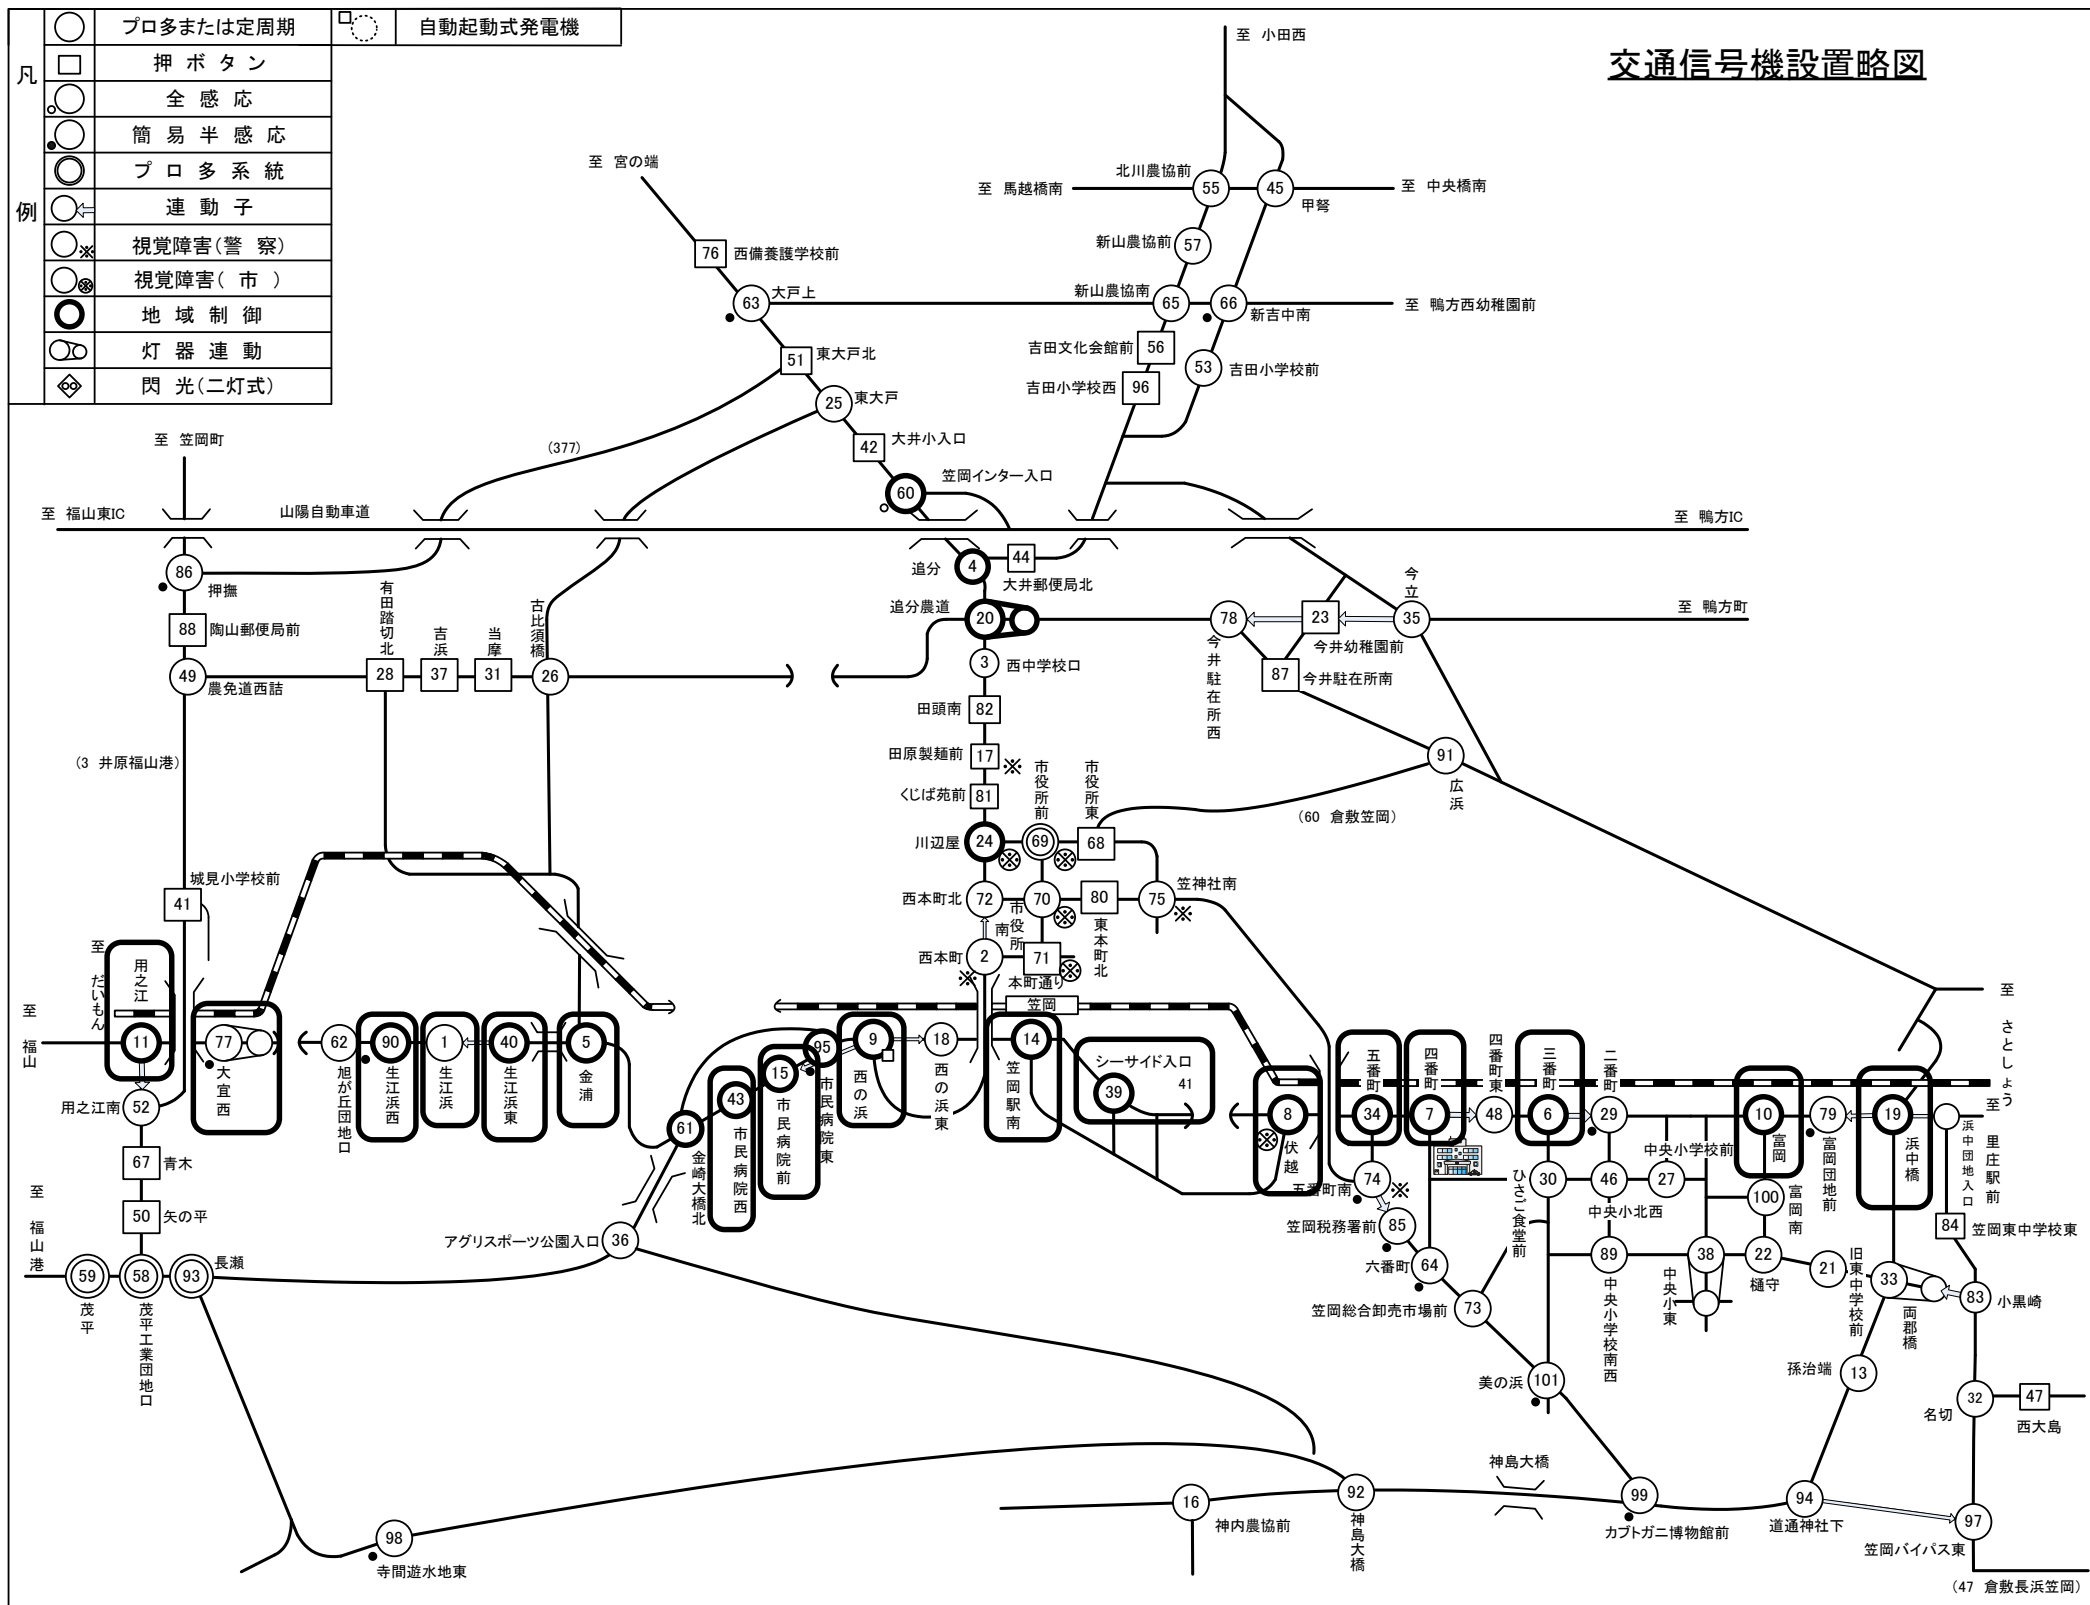 交通信号機設置略図
凡例
プロ多または定周期
自動起動式発電機
押ボタン
全感応
簡易半感応
プロ多系統
連動子
視覚障害(警 察)
視覚障害( 市 )
地域制御
灯器連動
閃光(二灯式)
至 小田西
至 宮の端
北川農協前
至 馬越橋南
55
45
至 中央橋南
甲弩
新山農協前
57
76
西備養護学校前
大戸上
63
新山農協南
65
66
新吉中南
至 鴨方西幼稚園前
吉田文化会館前
56
51
東大戸北
53
吉田小学校前
吉田小学校西
96
25
東大戸
至 笠岡町
(377)
42
大井小入口
笠岡インター入口
60
至 福山東IC
山陽自動車道
至 鴨方IC
86
押撫
追分
4
44
大井郵便局北
有田踏切北
吉浜
当摩
古比須橋
追分農道
20
78
23
35
今立
至 鴨方町
今井幼稚園前
今井駐在所西
88
陶山郵便局前
3
西中学校口
49
農免道西詰
28
37
31
26
87
今井駐在所南
田頭南
82
(3 井原福山港)
田原製麺前
17
91
広浜
くじば苑前
81
市役所前
市役所東
(60 倉敷笠岡)
川辺屋
24
69
68
城見小学校前
41
西本町北
72
70
市役所南
80
東本町北
75
笠神社南
西本町
2
71
本町通り
至 だいもん
用之江
至 福山
笠岡
至 さとしょう
11
77
大宜西
62
旭が丘団地口
90
生江浜西
1
生江浜
40
生江浜東
5
金浦
61
金崎大橋北
43
市民病院西
15
市民病院前
95
市民病院東
9
西の浜
18
西の浜東
14
笠岡駅南
シーサイド入口
41
39
8
伏越
五番町
34
四番町
7
四番町東
48
三番町
6
二番町
29
中央小学校前
10
富岡
79
富岡団地前
19
浜中橋
浜中団地入口
至 里庄駅前
用之江南
52
67
青木
50
矢の平
至 福山港
59
茂平
58
茂平工業団地口
93
長瀬
アグリスポーツ公園入口
36
五番町南
74
笠岡税務署前
85
六番町
64
笠岡総合卸売市場前
73
ひさご食堂前
30
46
中央小北西
27
100
富岡南
84
笠岡東中学校東
89
中央小学校南西
38
中央小東
22
樋守
21
旧東中学校前
33
両郡橋
83
小黒崎
美の浜
101
孫治端
13
32
名切
47
西大島
神島大橋
16
神内農協前
92
神島大橋
99
カブトガニ博物館前
94
道通神社下
97
笠岡バイパス東
98
寺間遊水地東
(47 倉敷長浜笠岡)